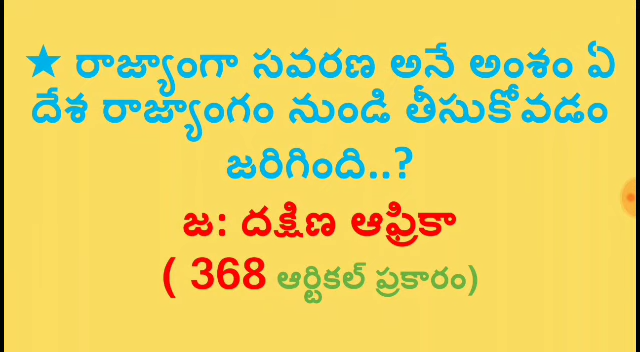 ★ రాజ్యాంగా సవరణ అనే అంశం ఏ
దేశ రాజ్యాంగం నుండి తీసుకోవడం
జరిగింది..?
జ: దక్షిణ ఆఫ్రికా
( 368 ఆర్టికల్ ప్రకారం)